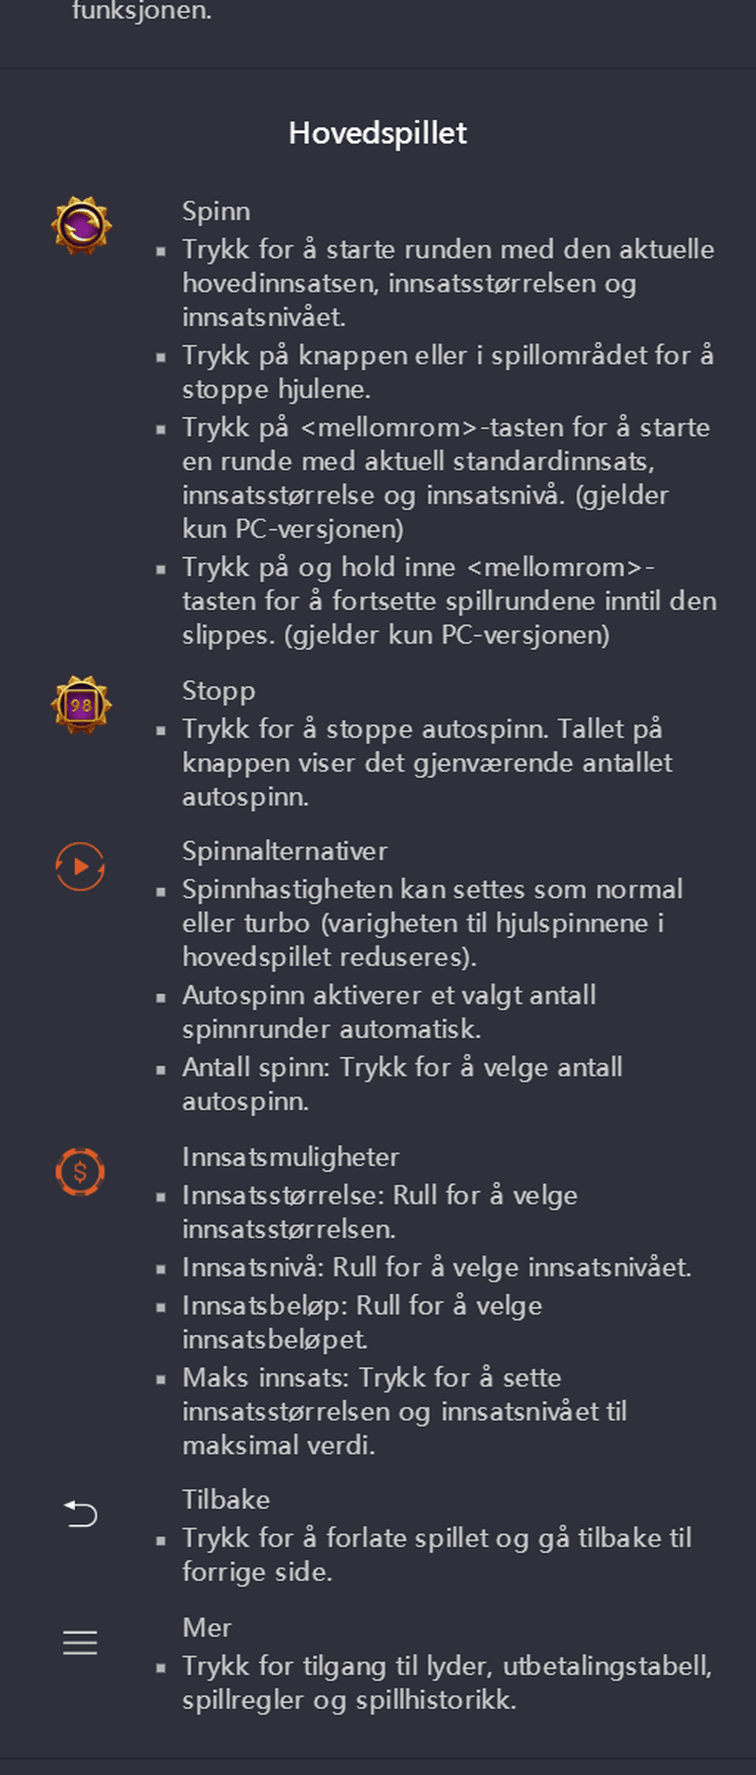 funksjonen.
Hovedspillet
Spinn
▪ Trykk for å starte runden med den aktuelle
hovedinnsatsen, innsatsstørrelsen og
innsatsnivået.
▪ Trykk på knappen eller i spillområdet for å
stoppe hjulene.
▪ Trykk på <mellomrom>-tasten for å starte
en runde med aktuell standardinnsats,
innsatsstørrelse og innsatsnivå. (gjelder
kun PC-versjonen)
▪ Trykk på og hold inne <mellomrom>-
tasten for å fortsette spillrundene inntil den
slippes. (gjelder kun PC-versjonen)
98
Stopp
▪ Trykk for å stoppe autospinn. Tallet på
knappen viser det gjenværende antallet
autospinn.
Spinnalternativer
▪ Spinnhastigheten kan settes som normal
eller turbo (varigheten til hjulspinnene i
hovedspillet reduseres).
▪ Autospinn aktiverer et valgt antall
spinnrunder automatisk.
▪ Antall spinn: Trykk for å velge antall
autospinn.
$
Innsatsmuligheter
▪ Innsatsstørrelse: Rull for å velge
innsatsstørrelsen.
▪ Innsatsnivå: Rull for å velge innsatsnivået.
▪ Innsatsbeløp: Rull for å velge
innsatsbeløpet.
▪ Maks innsats: Trykk for å sette
innsatsstørrelsen og innsatsnivået til
maksimal verdi.
Tilbake
▪ Trykk for å forlate spillet og gå tilbake til
forrige side.
Mer
▪ Trykk for tilgang til lyder, utbetalingstabell,
spillregler og spillhistorikk.